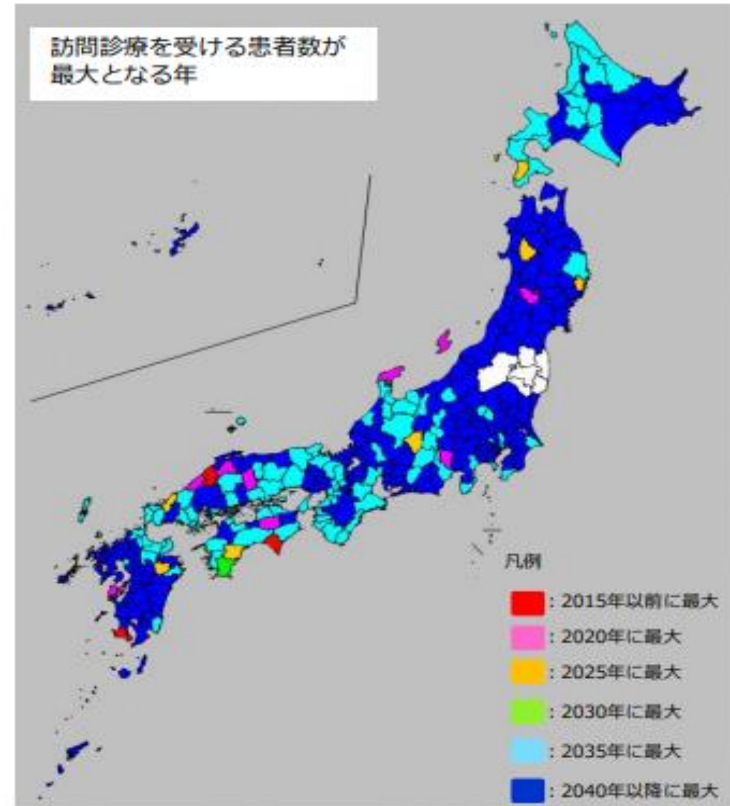 訪問診療を受ける患者数が
最大となる年
凡例
：2015年以前に最大
：2020年に最大
：2025年に最大
：2030年に最大
：2035年に最大
：2040年以降に最大